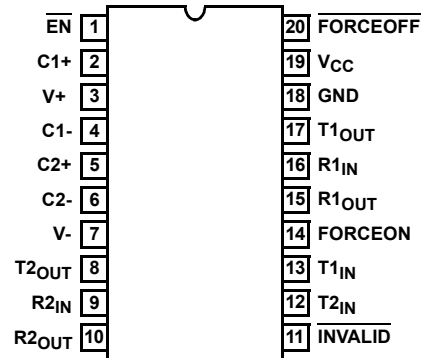 EN 1 20 FORCEOFF
C1+ 2 19 VCC
V+ 3 18 GND
C1- 4 17 T1OUT
C2+ 5 16 R1IN
C2- 6 15 R1OUT
V- 7 14 FORCEON
T2OUT 8 13 T1IN
R2IN 9 12 T2IN
R2OUT 10 11 INVALID